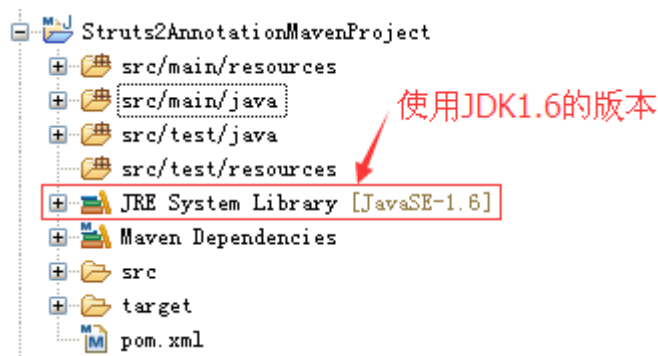 Struts2AnnotationMavenProject
src/main/resources
src/main/java
使用JDK1.6的版本
src/test/java
src/test/resources
JRE System Library [JavaSE-1.6]
Maven Dependencies
src
target
pom.xml